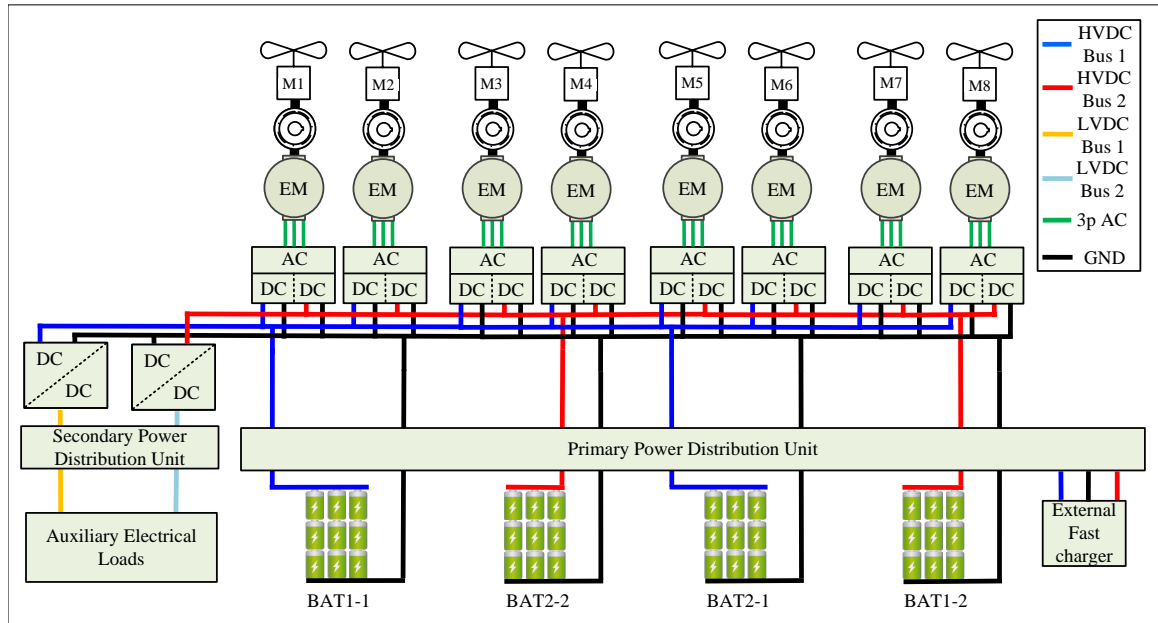 M1
M2
M3
M4
M5
M6
M7
M8
EM
EM
EM
EM
EM
EM
EM
EM
AC
AC
AC
AC
AC
AC
AC
AC
DC DC
DC DC
DC DC
DC DC
DC DC
DC DC
DC DC
DC DC
HVDC
Bus 1
HVDC
Bus 2
LVDC
Bus 1
LVDC
Bus 2
3p AC
GND
DC
DC
DC
DC
Secondary Power
Distribution Unit
Primary Power Distribution Unit
Auxiliary Electrical
Loads
External
Fast
charger
BAT1-1
BAT2-2
BAT2-1
BAT1-2